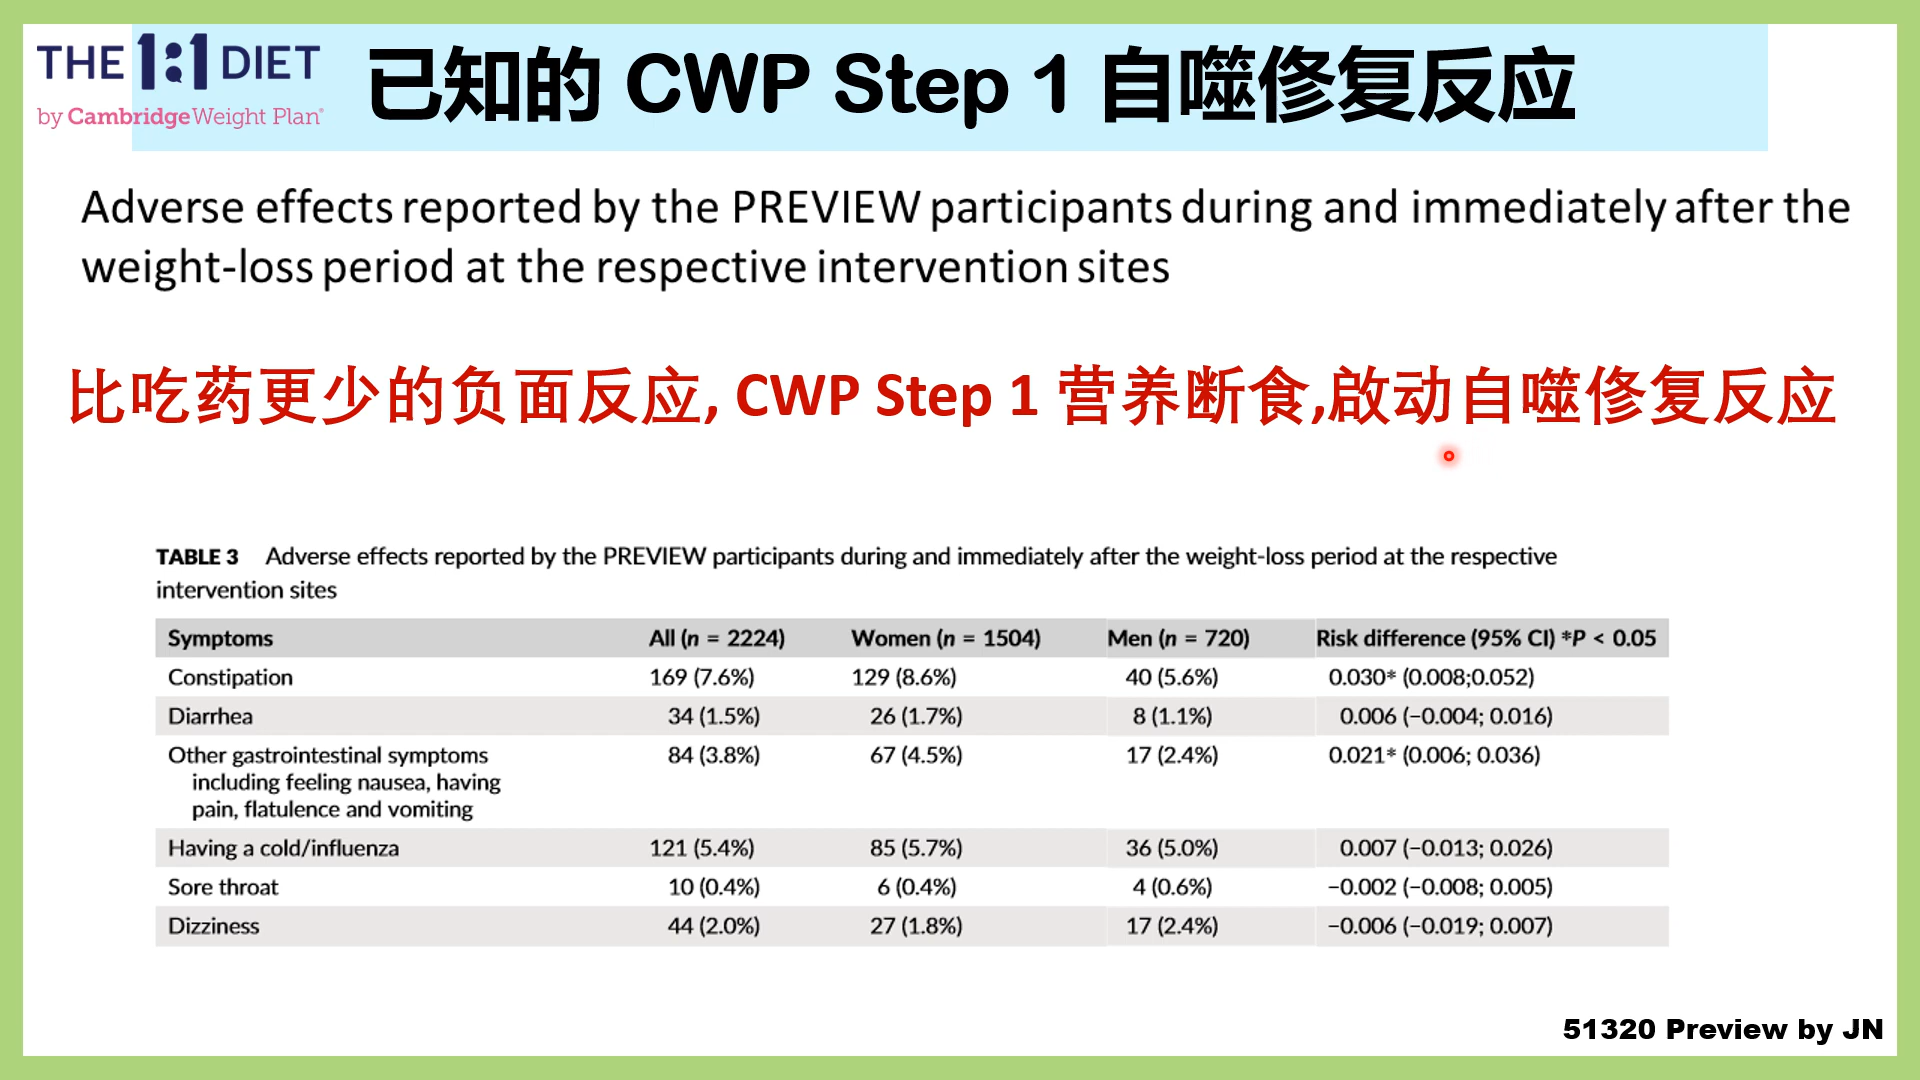 THE 1:1 DIET
by CambridgeWeight Plan
已知的 CWP Step 1 自噬修复反应
Adverse effects reported by the PREVIEW participants during and immediately after the
weight-loss period at the respective intervention sites
比吃药更少的负面反应, CWP Step 1 营养断食,啟动自噬修复反应
TABLE 3 Adverse effects reported by the PREVIEW participants during and immediately after the weight-loss period at the respective
intervention sites
Symptoms All (n = 2224) Women (n = 1504) Men (n = 720) Risk difference (95% CI) *P < 0.05
Constipation 169 (7.6%) 129 (8.6%) 40 (5.6%) 0.030* (0.008;0.052)
Diarrhea 34 (1.5%) 26 (1.7%) 8 (1.1%) 0.006 (−0.004; 0.016)
Other gastrointestinal symptoms 84 (3.8%) 67 (4.5%) 17 (2.4%) 0.021* (0.006; 0.036)
including feeling nausea, having
pain, flatulence and vomiting
Having a cold/influenza 121 (5.4%) 85 (5.7%) 36 (5.0%) 0.007 (−0.013; 0.026)
Sore throat 10 (0.4%) 6 (0.4%) 4 (0.6%) −0.002 (−0.008; 0.005)
Dizziness 44 (2.0%) 27 (1.8%) 17 (2.4%) −0.006 (−0.019; 0.007)
51320 Preview by JN